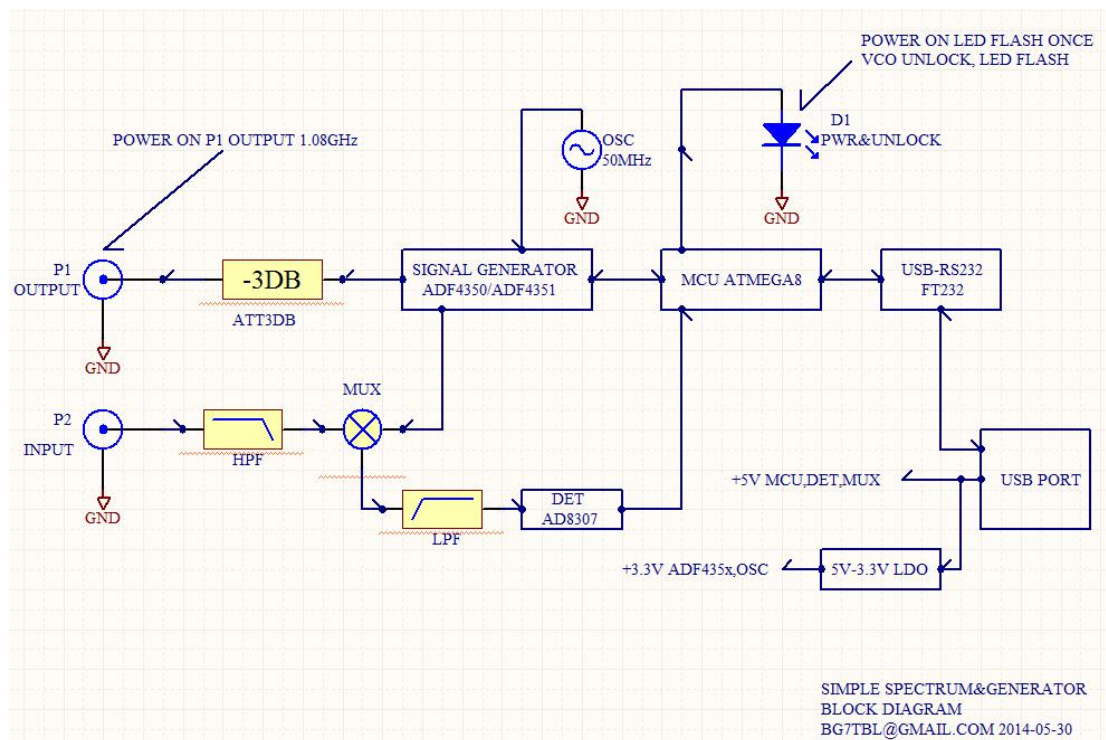 POWER ON LED FLASH ONCE
VCO UNLOCK, LED FLASH
POWER ON P1 OUTPUT 1.08GHz
OSC
50MHz
GND
D1
PWR&UNLOCK
GND
P1
OUTPUT
GND
-3DB
ATT3DB
SIGNAL GENERATOR
ADF4350/ADF4351
MCU ATMEGA8
USB-RS232
FT232
P2
INPUT
GND
HPF
MUX
LPF
DET
AD8307
+5V MCU,DET,MUX
USB PORT
+3.3V ADF435x,OSC
5V-3.3V LDO
SIMPLE SPECTRUM&GENERATOR
BLOCK DIAGRAM
BG7TBL@GMAIL.COM 2014-05-30